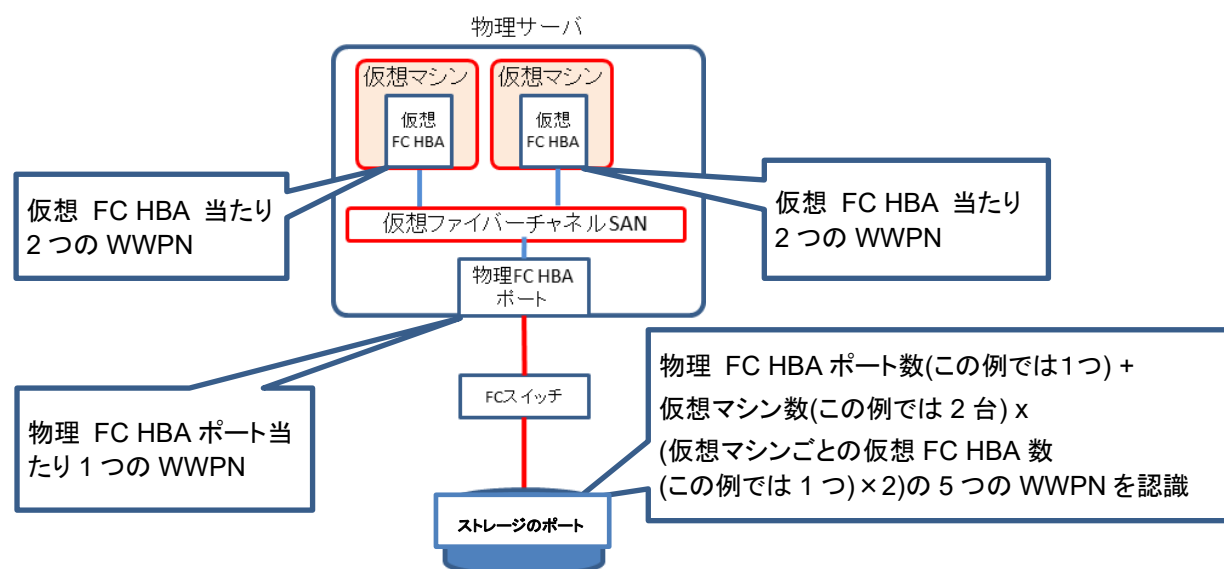 物理サーバ
仮想マシン
仮想マシン
仮想
FC HBA
仮想
FC HBA
仮想 FC HBA 当たり
2 つの WWPN
仮想 FC HBA 当たり
2 つの WWPN
仮想ファイバーチャネル SAN
物理FC HBA
ポート
物理 FC HBA ポート当
たり 1 つの WWPN
FCスイッチ
物理 FC HBA ポート数(この例では1つ) +
仮想マシン数(この例では 2 台) x
(仮想マシンごとの仮想 FC HBA 数
(この例では 1 つ)×2)の 5 つの WWPN を認識
ストレージのポート